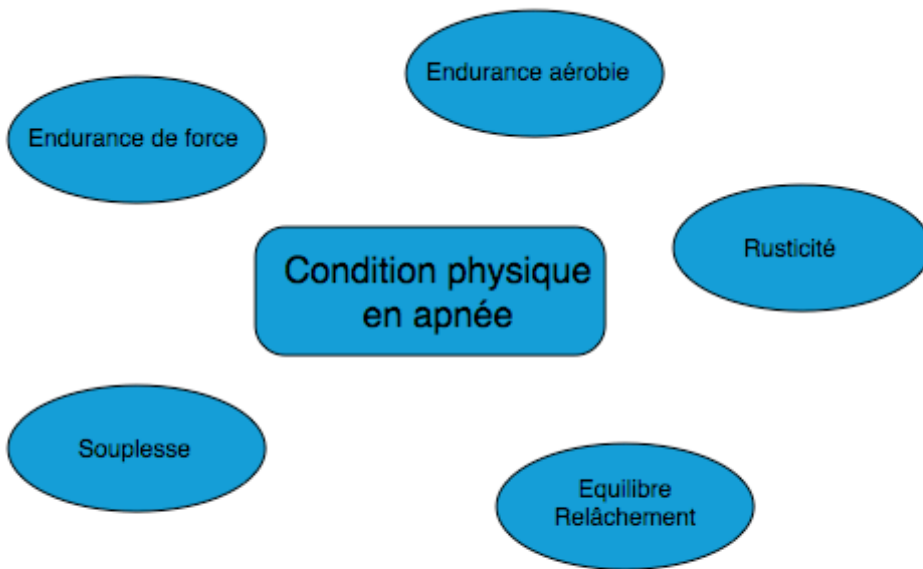 Endurance aérobie
Endurance de force
Rusticité
Condition physique
en apnée
Souplesse
Equilibre
Relâchement